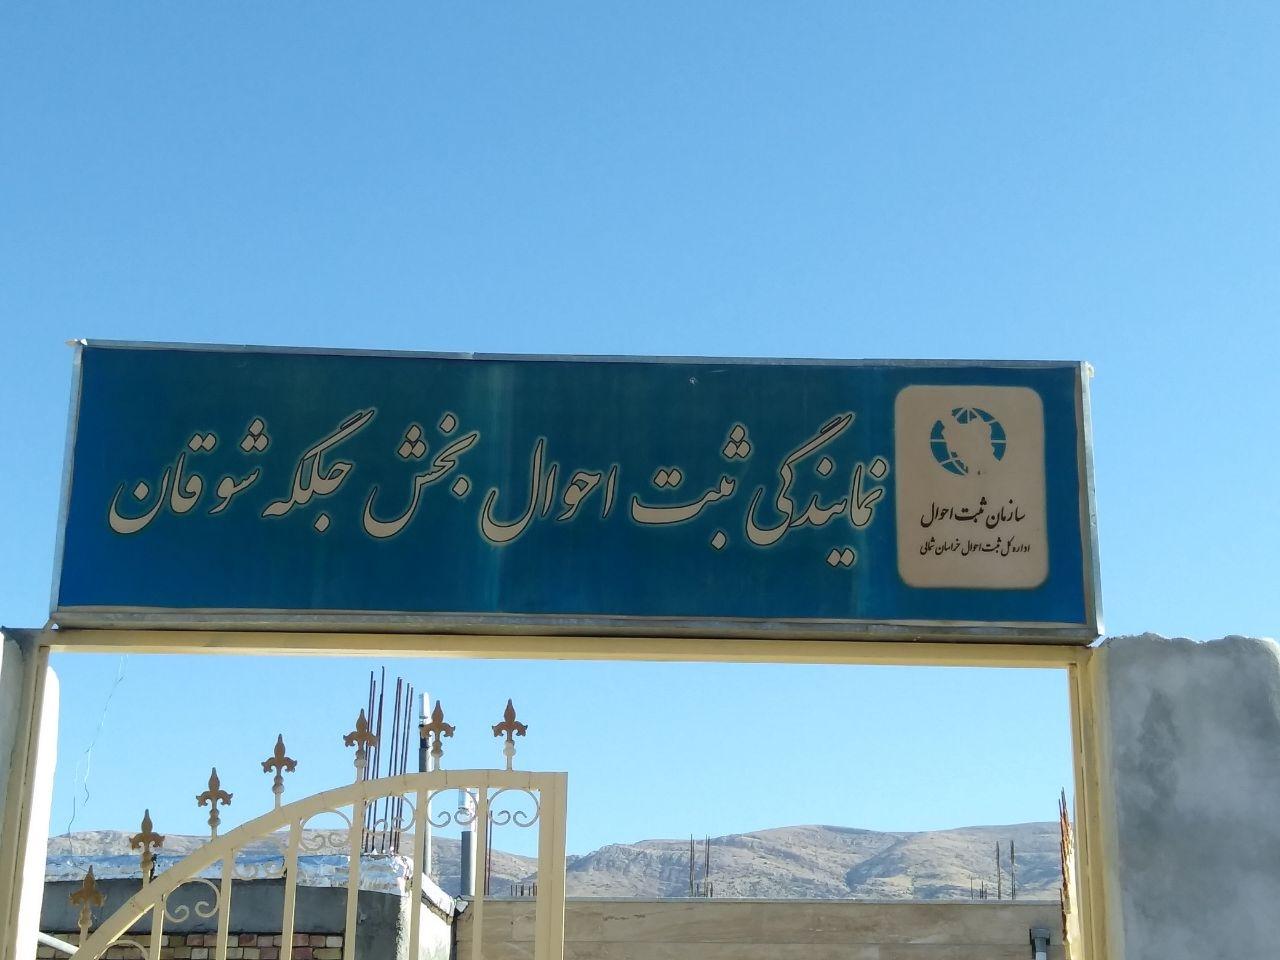 سازمان ثبت احوال
اداره کل ثبت احوال خراسان شمالی
نمایندگی ثبت احوال بخش جلگه شوقان